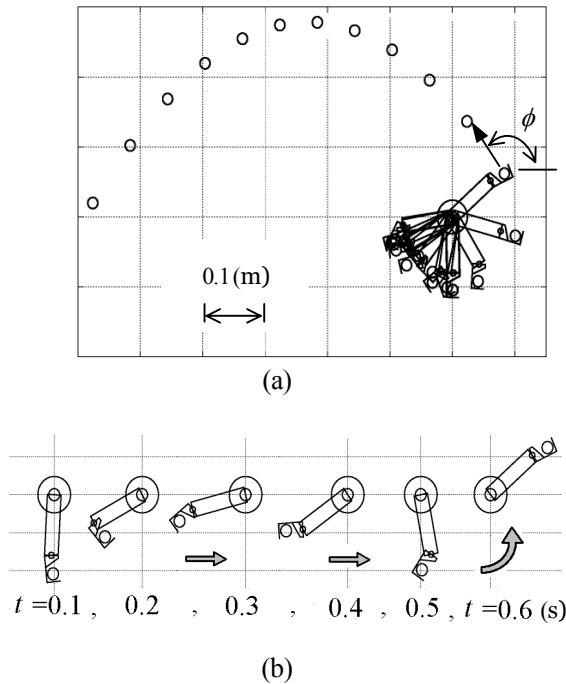 ϕ
0.1 (m)
(a)
t =0.1 , 0.2 , 0.3 , 0.4 , 0.5 , t =0.6 (s)
(b)